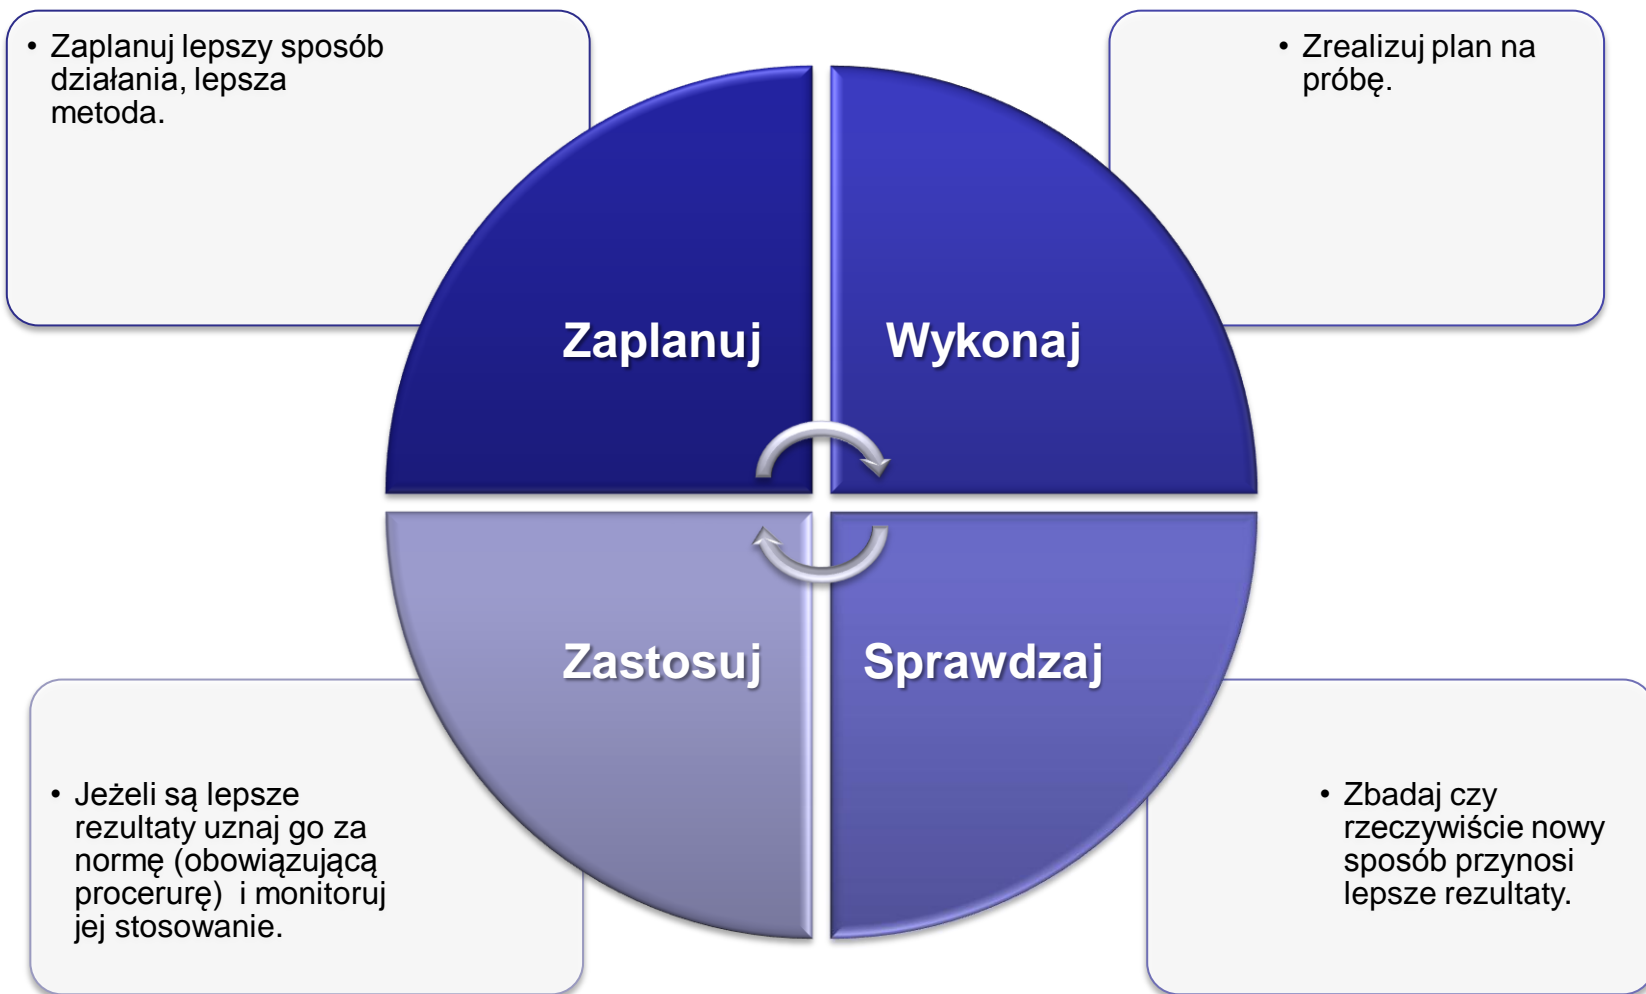 • Zaplanuj lepszy sposób
działania, lepsza
metoda.
• Zrealizuj plan na
próbę.
Zaplanuj
Wykonaj
Zastosuj
Sprawdzaj
• Jeżeli są lepsze
rezultaty uznaj go za
normę (obowiązującą
procerurę)  i monitoruj
jej stosowanie.
• Zbadaj czy
rzeczywiście nowy
sposób przynosi
lepsze rezultaty.